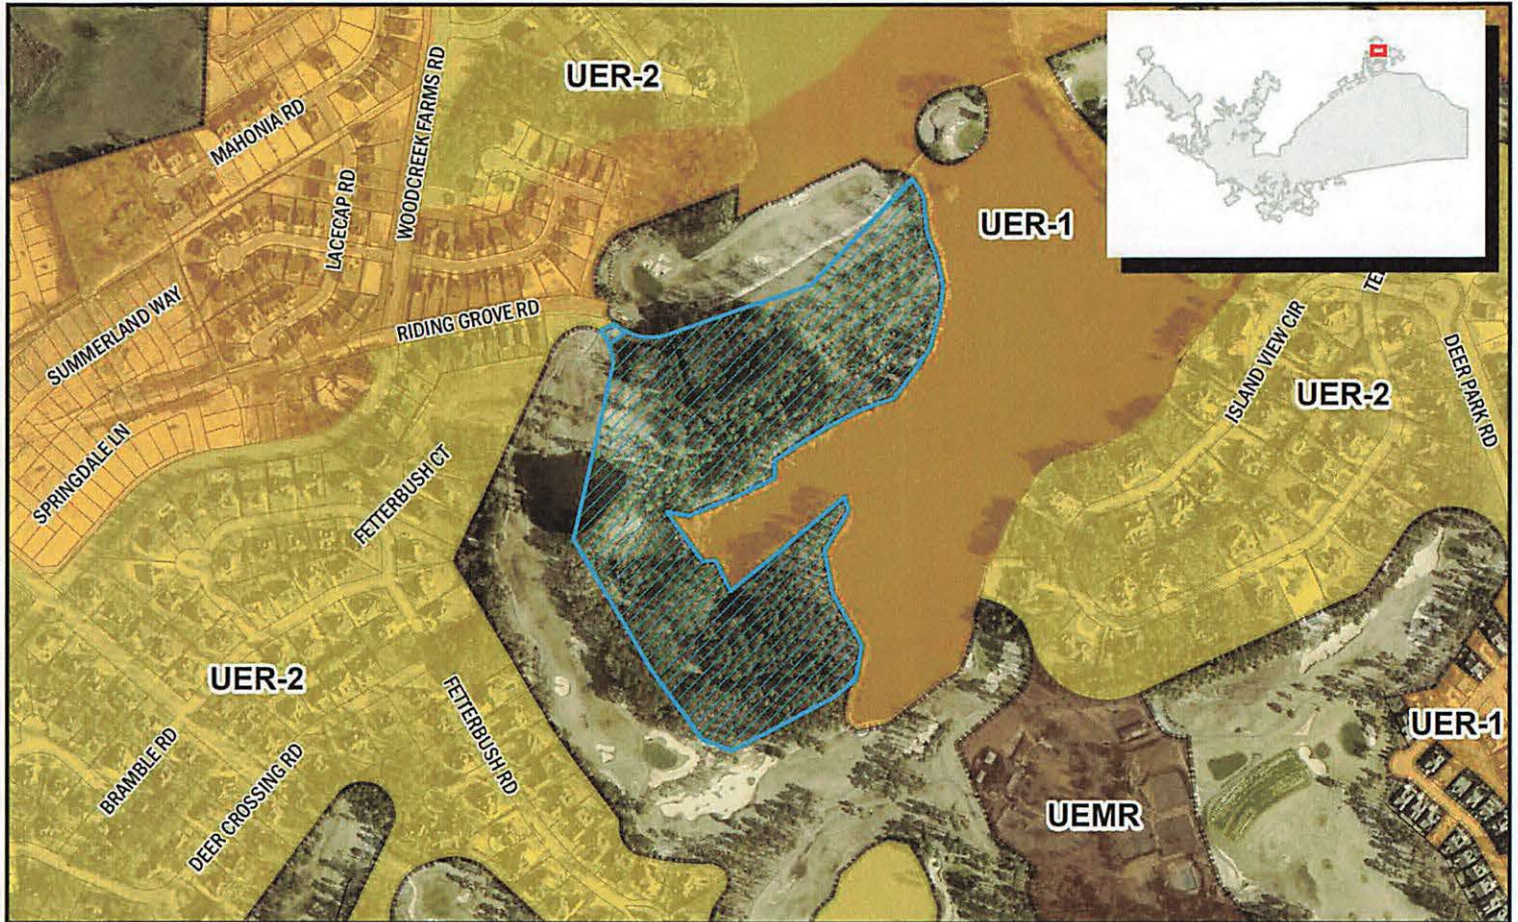 UER-2
MAHONIA RD
WOODCREEK FARMS RD
LACECAP RD
UER-1
SUMMERLAND WAY
RIDING GROVE RD
ISLAND VIEW CIR
UER-2
DEER PARK RD
SPRINGDALE LN
FETTERBUSH CT
UER-2
FETTERBUSH RD
UER-1
BRAMBLE RD
DEER CROSSING RD
UEMR